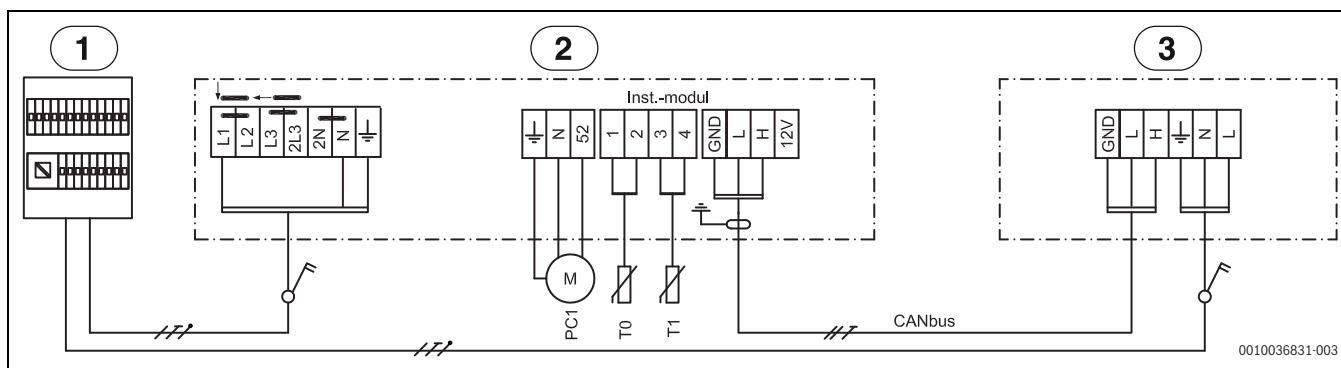 1
2
3
Inst.-modul
L1
L2
L3
2L3
2N
N
N
52
1
2
3
4
GND
L
H
12V
GND
L
H
N
L
M
PC1
T0
T1
CANbus
0010036831-003